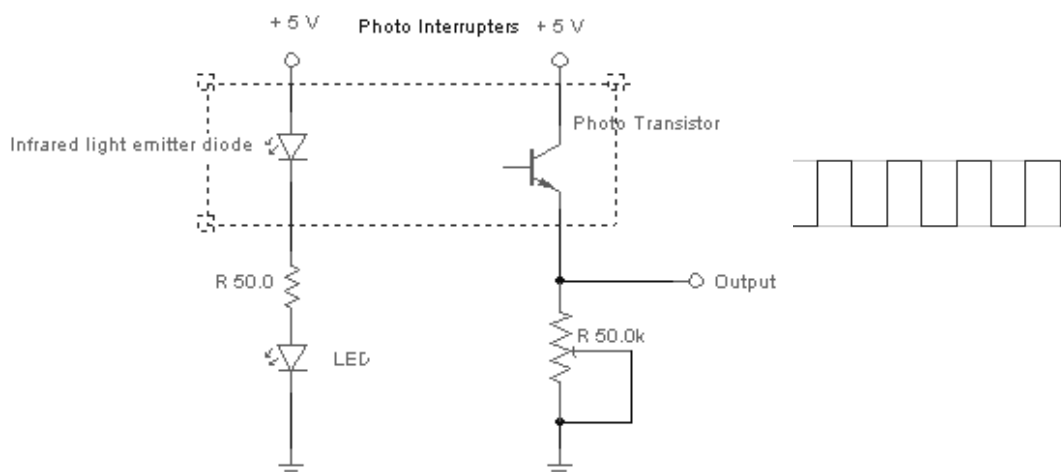 + 5 V
Photo Interrupters
+ 5 V
Photo Transistor
Infrared light emitter diode
R 50.0
Output
R 50.0k
LED